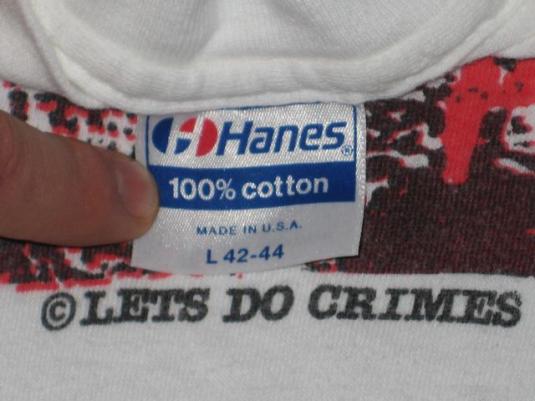 Hanes®
100% cotton
MADE IN U.S.A.
L 42-44
© LETS DO CRIMES